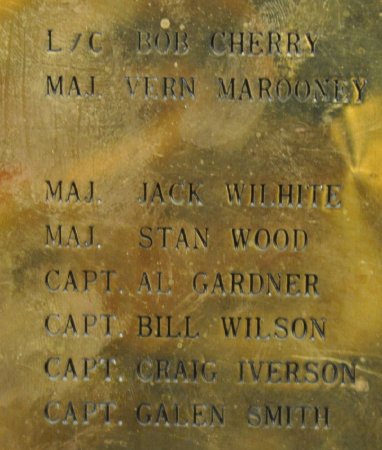 L/C BOB CHERRY
MAJ. VERN MAROONEY
MAJ. JACK WILHITE
MAJ. STAN WOOD
CAPT. AL GARDNER
CAPT. BILL WILSON
CAPT. CRAIG IVERSON
CAPT. GALEN SMITH